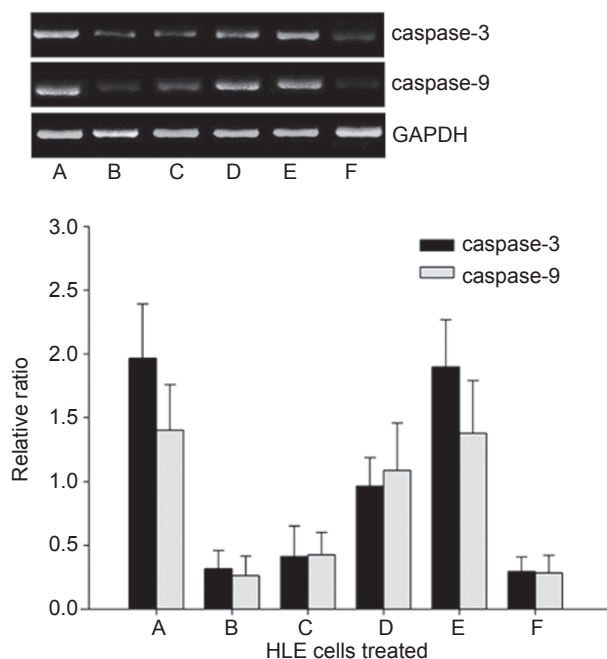 caspase-3
caspase-9
GAPDH
A B C D E F
3.0
2.5
2.0
1.5
1.0
0.5
0.0
Relative ratio
caspase-3
caspase-9
A B C D E F
HLE cells treated